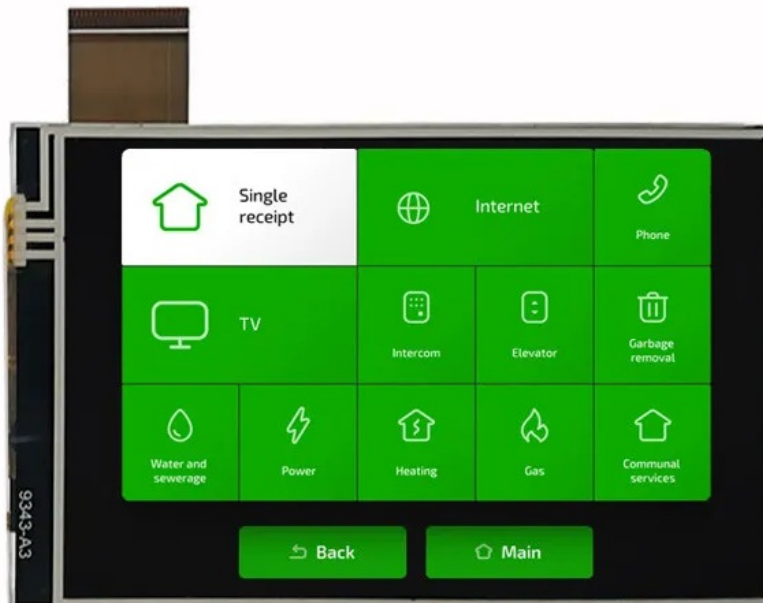 Single
receipt
Internet
Phone
TV
Intercom
Elevator
Garbage
removal
Water and
sewerage
Power
Heating
Gas
Communal
services
Back
Main
9343-A3